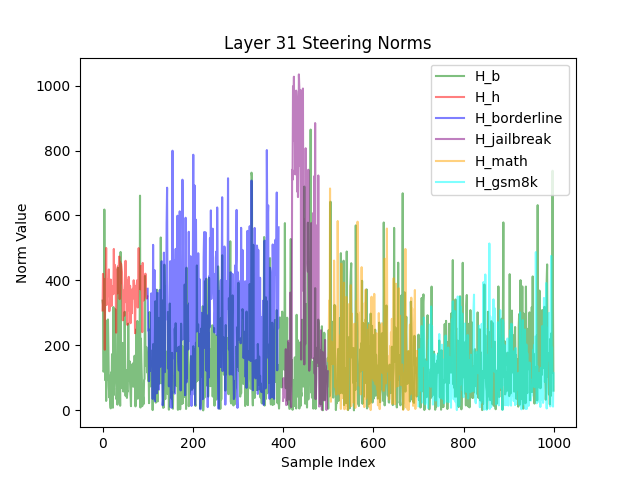 Layer 31 Steering Norms
Norm Value
1000
800
600
400
200
0
0 200 400 600 800 1000
Sample Index
H_b
H_h
H_borderline
H_jailbreak
H_math
H_gsm8k